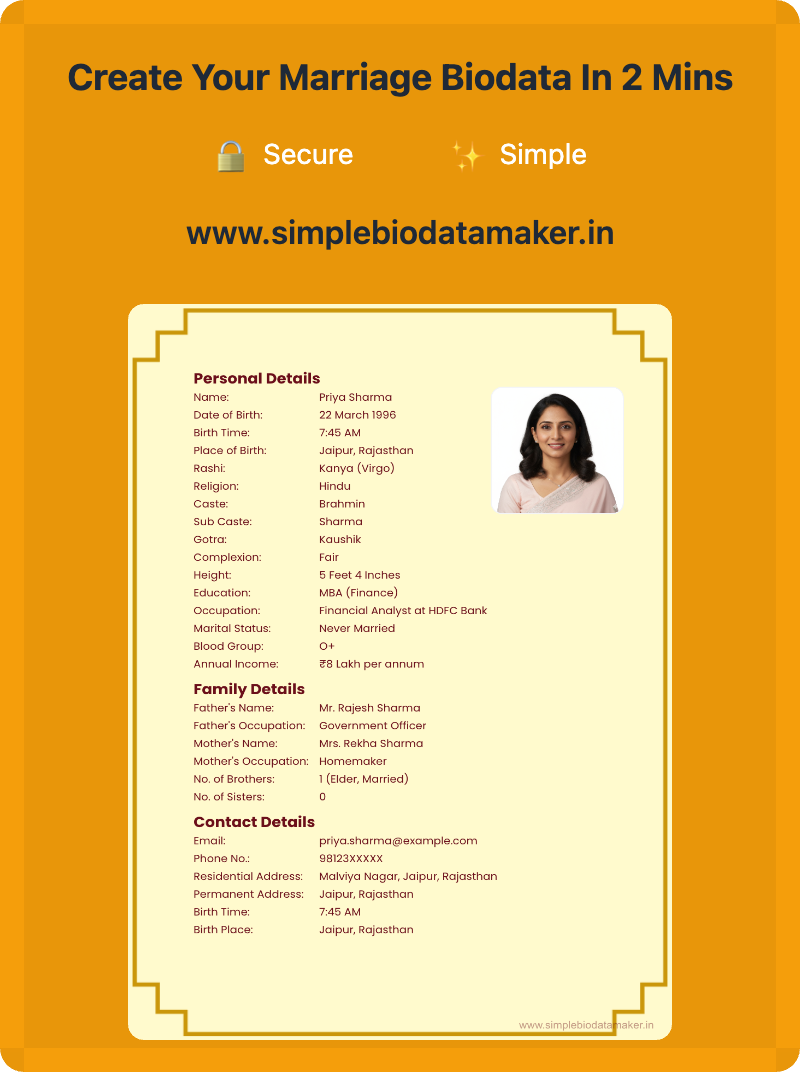 Create Your Marriage Biodata In 2 Mins
Secure Simple
www.simplebiodatamaker.in
Personal Details
Name: Priya Sharma
Date of Birth: 22 March 1996
Birth Time: 7:45 AM
Place of Birth: Jaipur, Rajasthan
Rashi: Kanya (Virgo)
Religion: Hindu
Caste: Brahmin
Sub Caste: Sharma
Gotra: Kaushik
Complexion: Fair
Height: 5 Feet 4 Inches
Education: MBA (Finance)
Occupation: Financial Analyst at HDFC Bank
Marital Status: Never Married
Blood Group: O+
Annual Income: ₹8 Lakh per annum
Family Details
Father's Name: Mr. Rajesh Sharma
Father's Occupation: Government Officer
Mother's Name: Mrs. Rekha Sharma
Mother's Occupation: Homemaker
No. of Brothers: 1 (Elder, Married)
No. of Sisters: 0
Contact Details
Email: priya.sharma@example.com
Phone No.: 98123XXXXX
Residential Address: Malviya Nagar, Jaipur, Rajasthan
Permanent Address: Jaipur, Rajasthan
Birth Time: 7:45 AM
Birth Place: Jaipur, Rajasthan
www.simplebiodatamaker.in